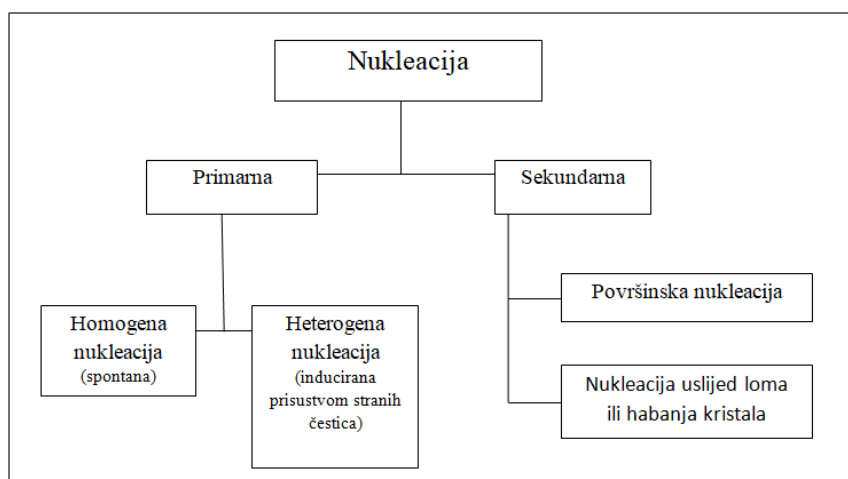 Nukleacija
Primarna
Sekundarna
Homogena
nukleacija
(spontana)
Heterogena
nukleacija
(inducirana
prisustvom stranih
čestica)
Površinska nukleacija
Nukleacija uslijed loma
ili habanja kristala